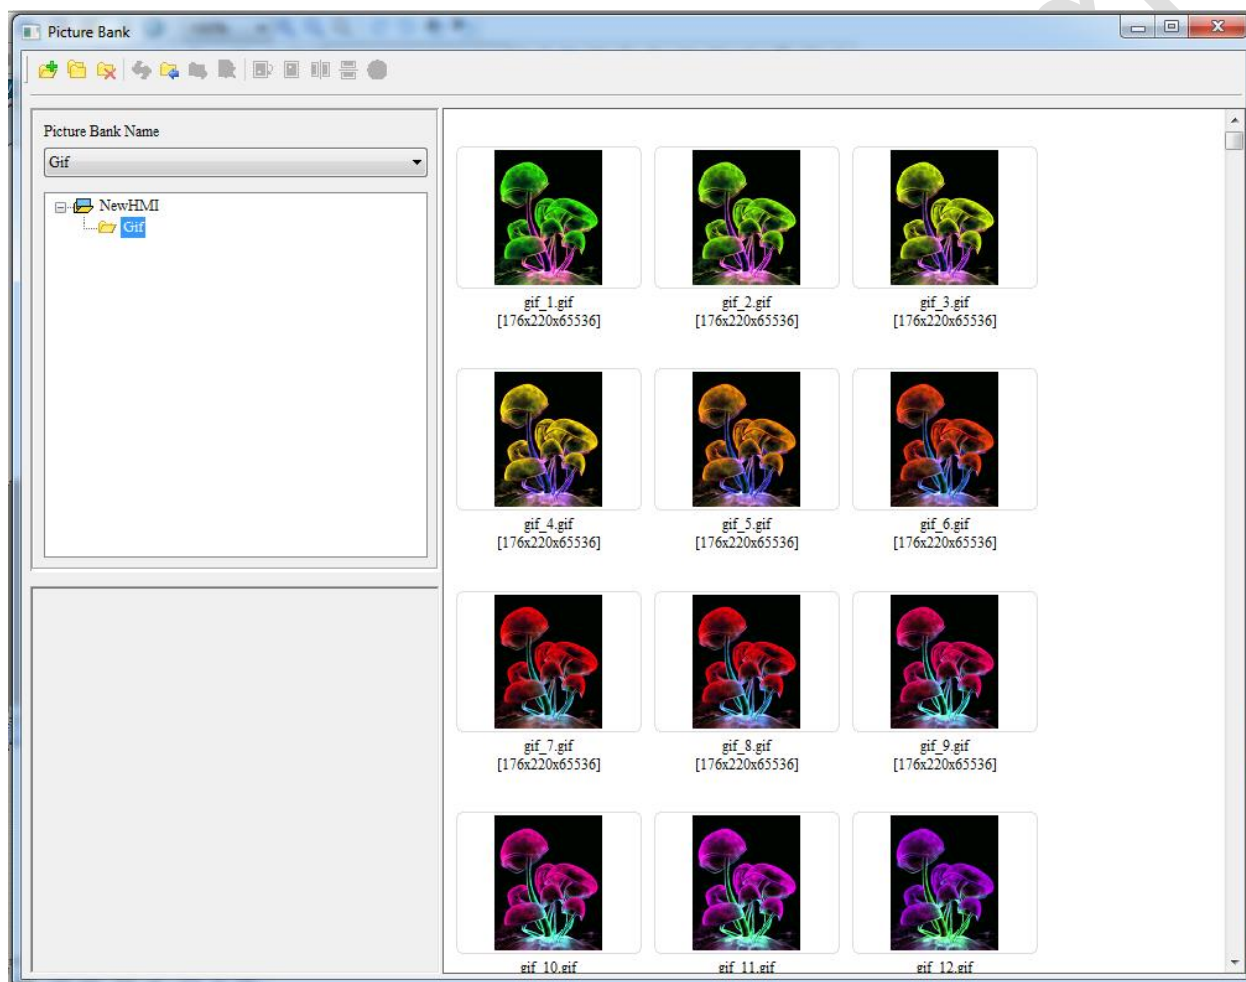 Picture Bank
Picture Bank Name
Gif
NewHMI
Gif
gif_1.gif
[176x220x65536]
gif_2.gif
[176x220x65536]
gif_3.gif
[176x220x65536]
gif_4.gif
[176x220x65536]
gif_5.gif
[176x220x65536]
gif_6.gif
[176x220x65536]
gif_7.gif
[176x220x65536]
gif_8.gif
[176x220x65536]
gif_9.gif
[176x220x65536]
gif_10.gif
gif_11.gif
gif_12.gif